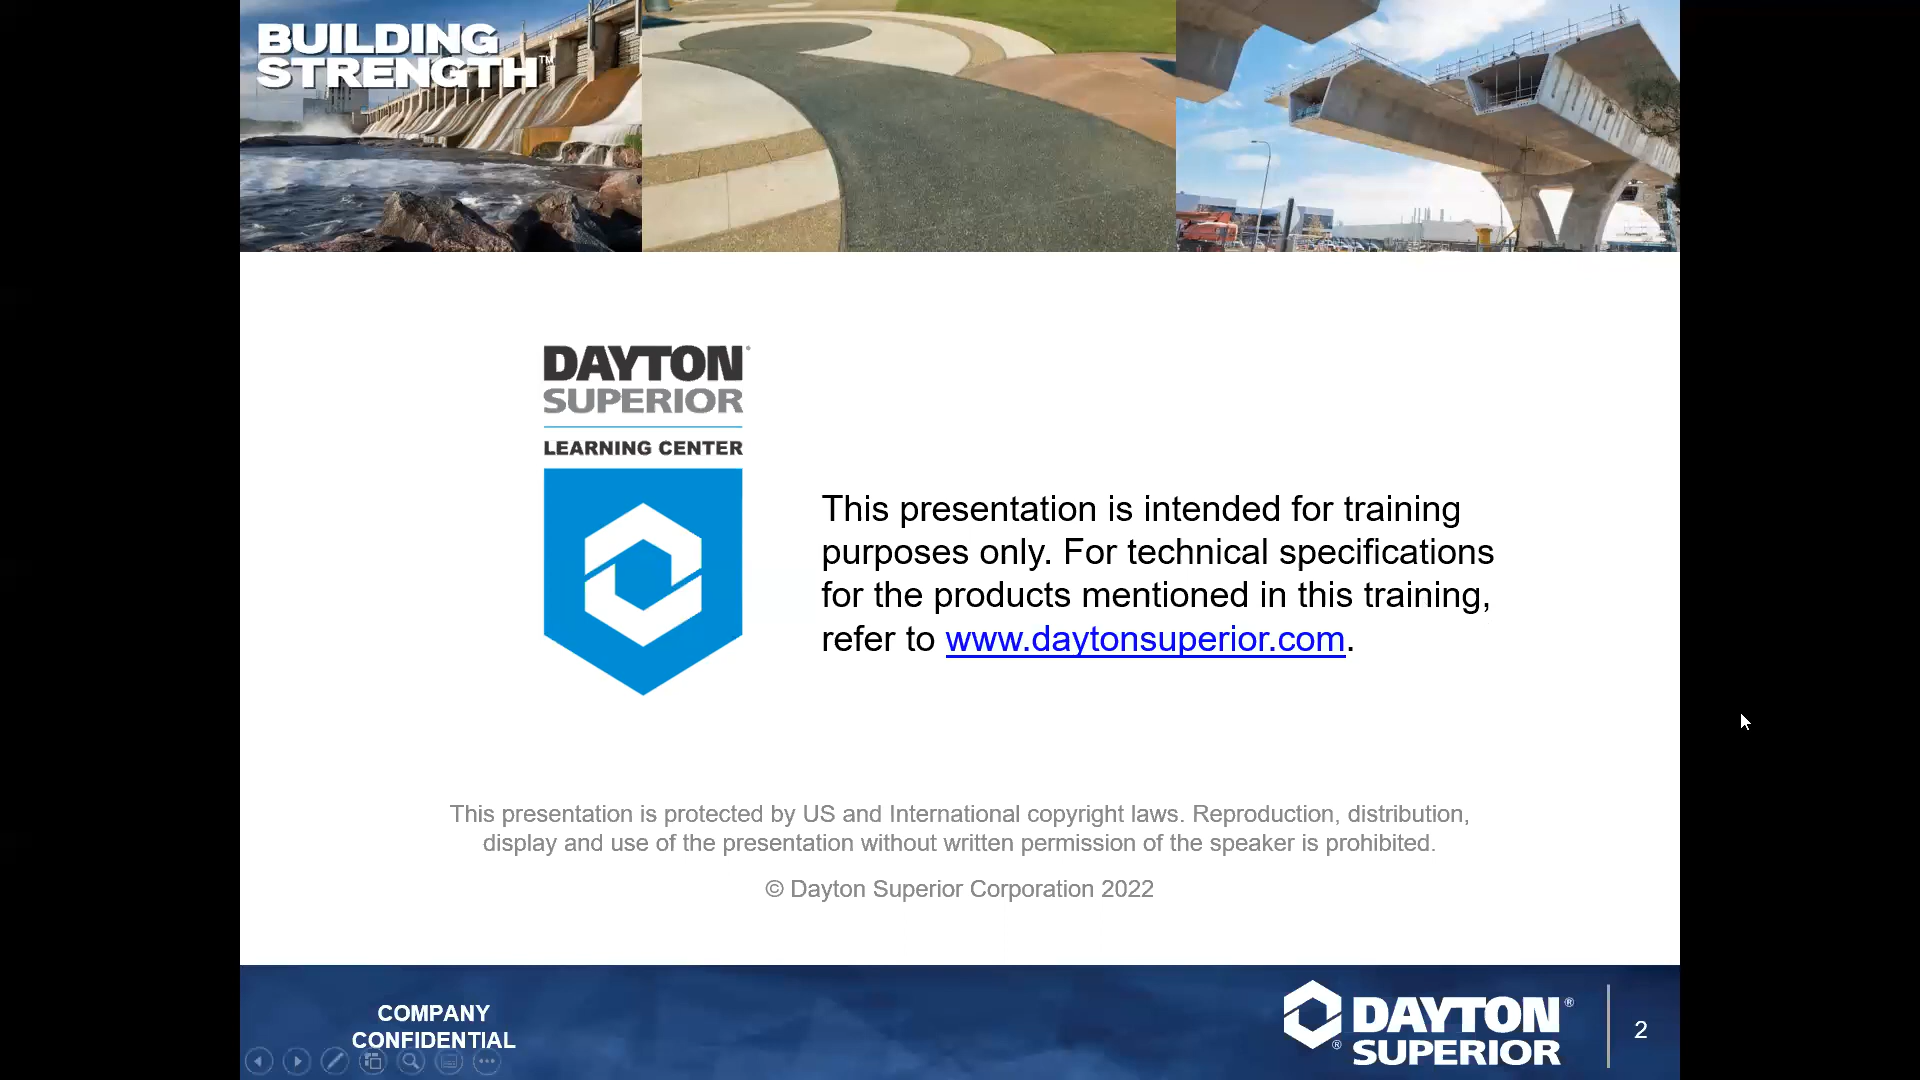 BUILDING
STRENGTH™
DAYTON®
SUPERIOR
LEARNING CENTER
This presentation is intended for training
purposes only. For technical specifications
for the products mentioned in this training,
refer to www.daytonsuperior.com.
This presentation is protected by US and International copyright laws. Reproduction, distribution,
display and use of the presentation without written permission of the speaker is prohibited.
© Dayton Superior Corporation 2022
COMPANY
CONFIDENTIAL
® DAYTON®
SUPERIOR
2